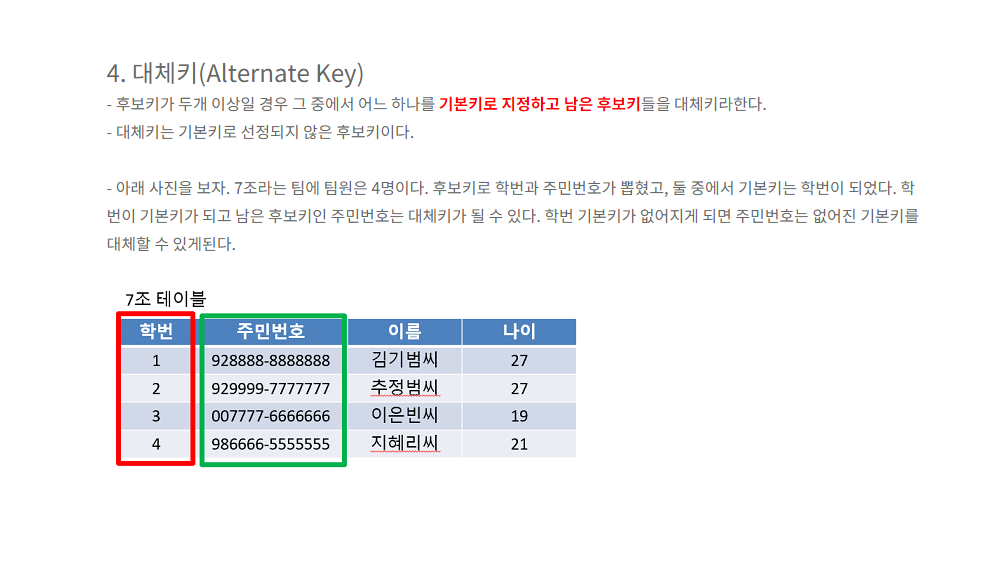 4. 대체키(Alternate Key)
- 후보키가 두개 이상일 경우 그 중에서 어느 하나를 기본키로 지정하고 남은 후보키들을 대체키라한다.
- 대체키는 기본키로 선정되지 않은 후보키이다.
- 아래 사진을 보자. 7조라는 팀에 팀원은 4명이다. 후보키로 학번과 주민번호가 뽑혔고, 둘 중에서 기본키는 학번이 되었다. 학
번이 기본키가 되고 남은 후보키인 주민번호는 대체키가 될 수 있다. 학번 기본키가 없어지게 되면 주민번호는 없어진 기본키를
대체할 수 있게된다.
7조 테이블
학번 주민번호 이름 나이
1 928888-8888888 김기범씨 27
2 929999-7777777 추정범씨 27
3 007777-6666666 이은빈씨 19
4 986666-5555555 지혜리씨 21